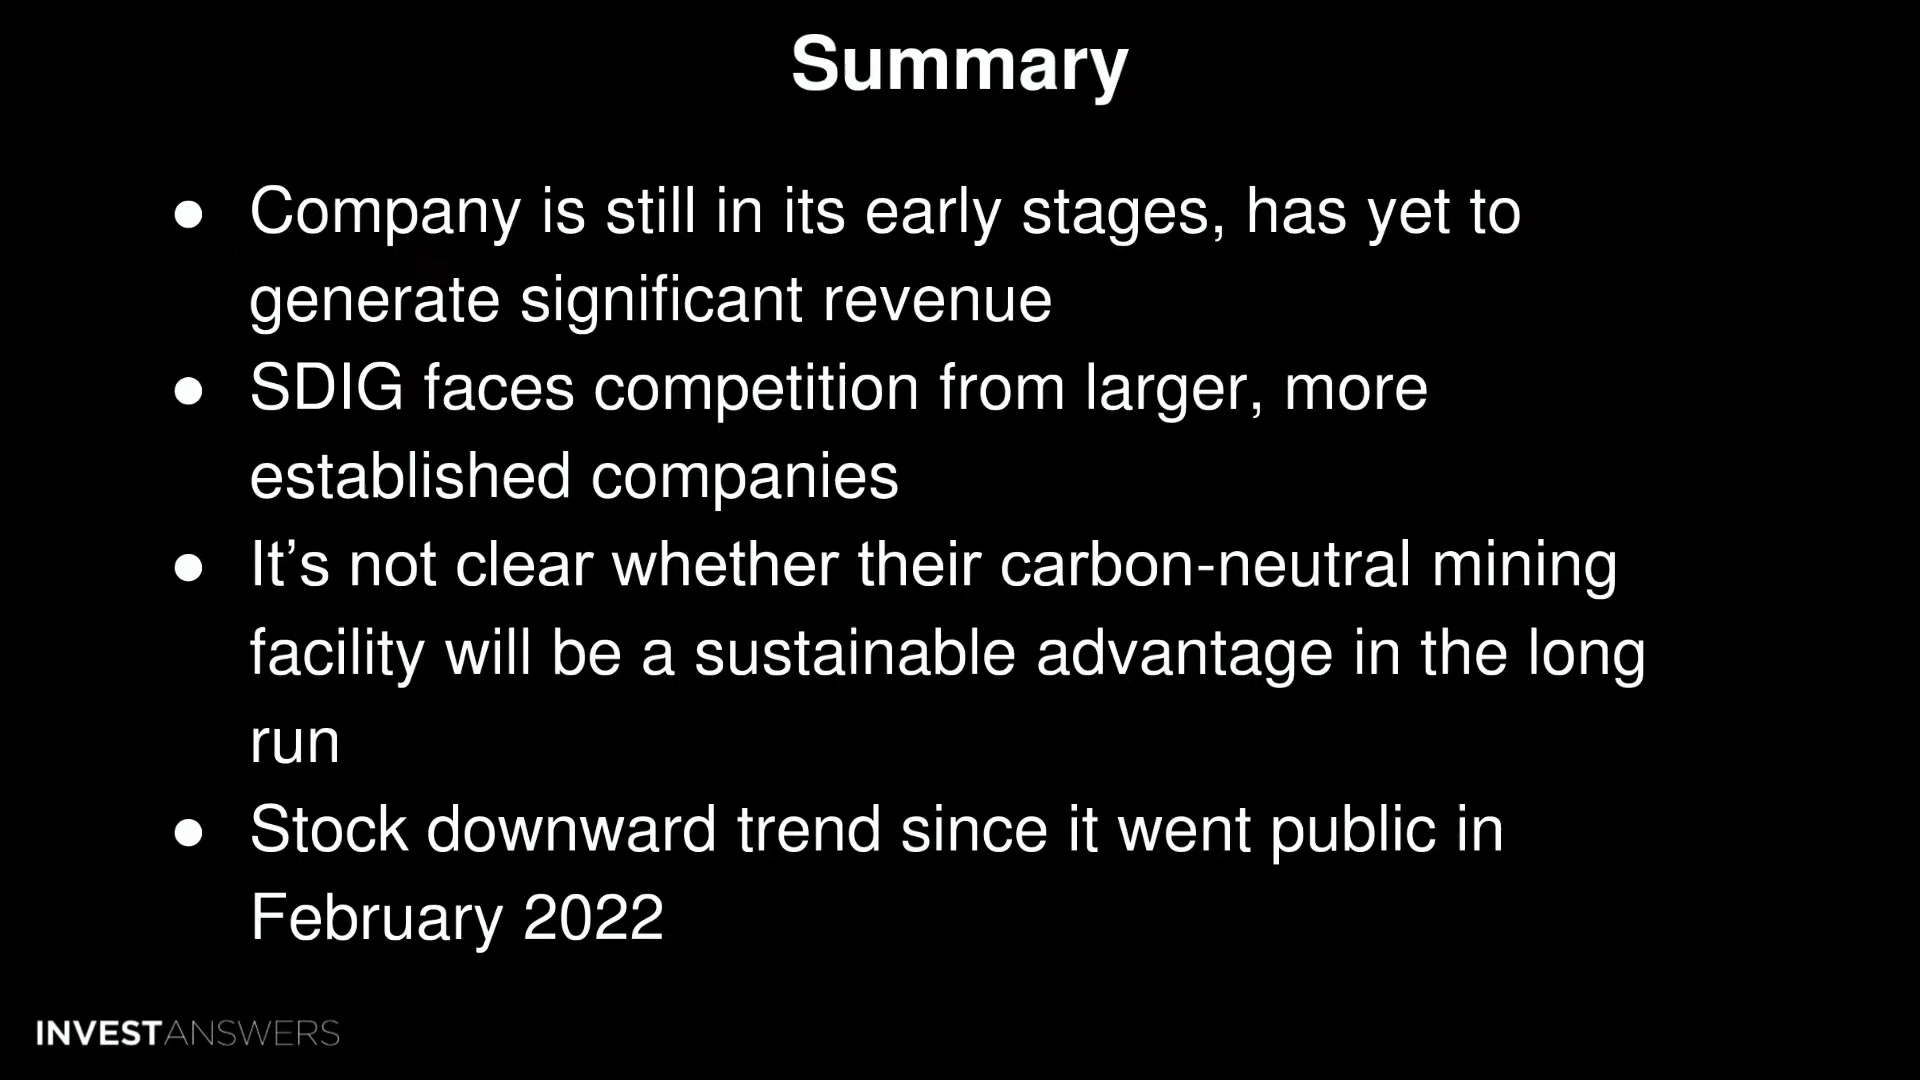 Summary
● Company is still in its early stages, has yet to
generate significant revenue
● SDIG faces competition from larger, more
established companies
● It’s not clear whether their carbon-neutral mining
facility will be a sustainable advantage in the long
run
● Stock downward trend since it went public in
February 2022
INVESTANSWERS